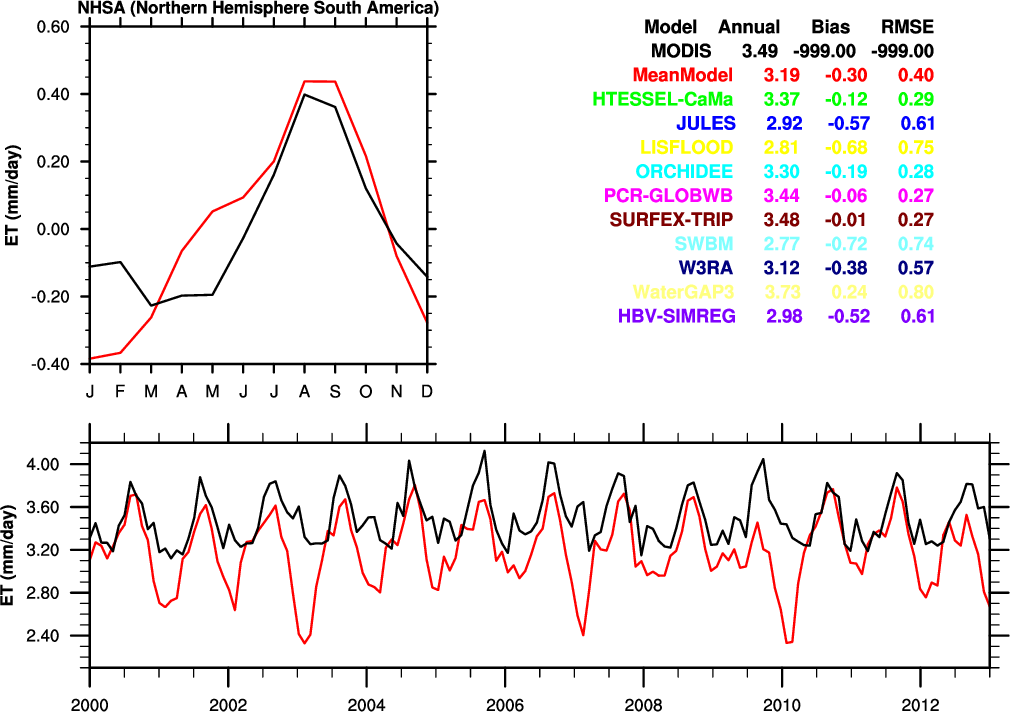 NHSA (Northern Hemisphere South America)
0.60
0.40
0.20
0.00
-0.20
-0.40
ET (mm/day)
J F M A M J J A S O N D
Model Annual Bias RMSE
MODIS 3.49 -999.00 -999.00
MeanModel 3.19 -0.30 0.40
HTESSEL-CaMa 3.37 -0.12 0.29
JULES 2.92 -0.57 0.61
LISFLOOD 2.81 -0.68 0.75
ORCHIDEE 3.30 -0.19 0.28
PCR-GLOBWB 3.44 -0.06 0.27
SURFEX-TRIP 3.48 -0.01 0.27
SWBM 2.77 -0.72 0.74
W3RA 3.12 -0.38 0.57
WaterGAP3 3.73 0.24 0.80
HBV-SIMREG 2.98 -0.52 0.61
4.00
3.60
3.20
2.80
2.40
ET (mm/day)
2000 2002 2004 2006 2008 2010 2012